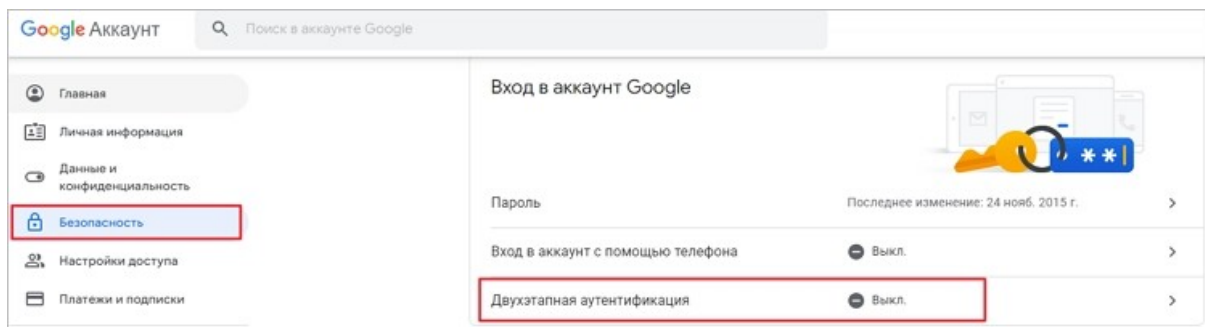 Google Аккаунт
Поиск в аккаунте Google
Главная
Личная информация
Данные и
конфиденциальность
Безопасность
Настройки доступа
Платежи и подписки
Вход в аккаунт Google
**
Пароль
Последнее изменение: 24 нояб. 2015 г.
Вход в аккаунт с помощью телефона
Выкл.
Двухэтапная аутентификация
Выкл.